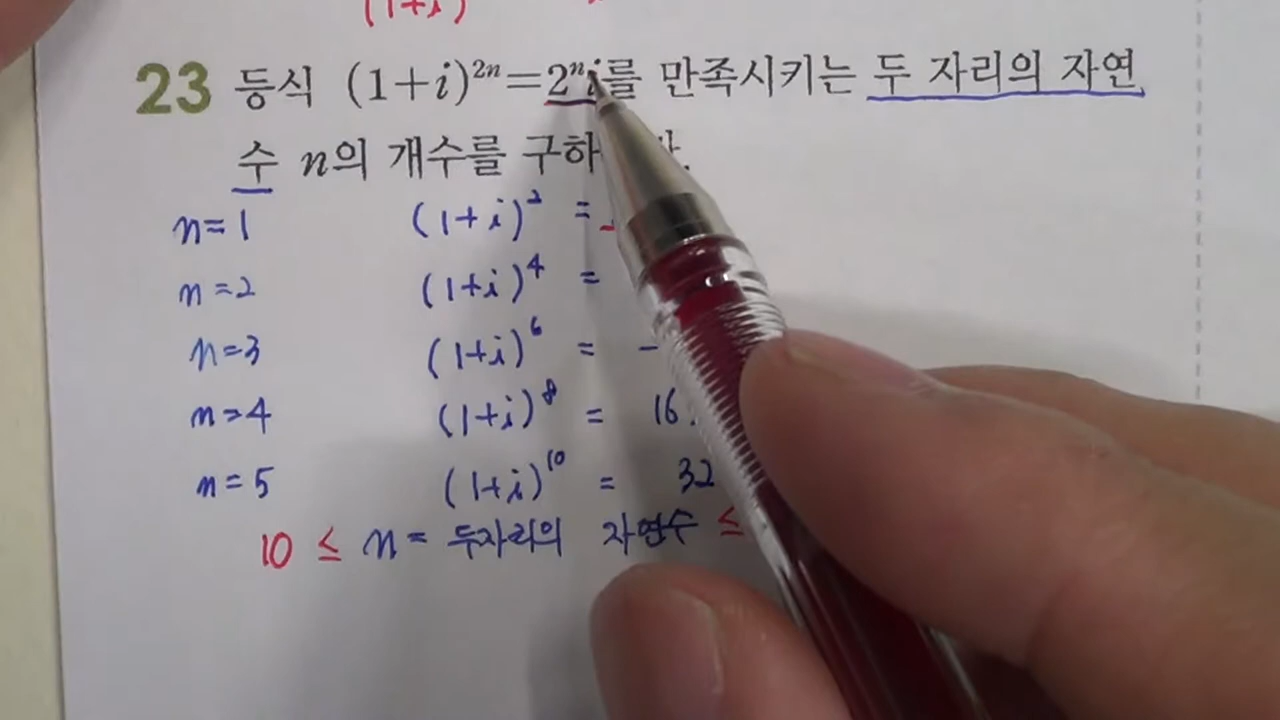 (1+i)
23 등식 (1+i)²ⁿ=2ⁿi를 만족시키는 두 자리의 자연
수 n의 개수를 구하
n=1 (1+i)² =
n=2 (1+i)⁴ =
n=3 (1+i)⁶ = -
n=4 (1+i)⁸ = 16
n=5 (1+i)¹⁰ = 32
10 ≤ n = 두자리의 자연수 ≤